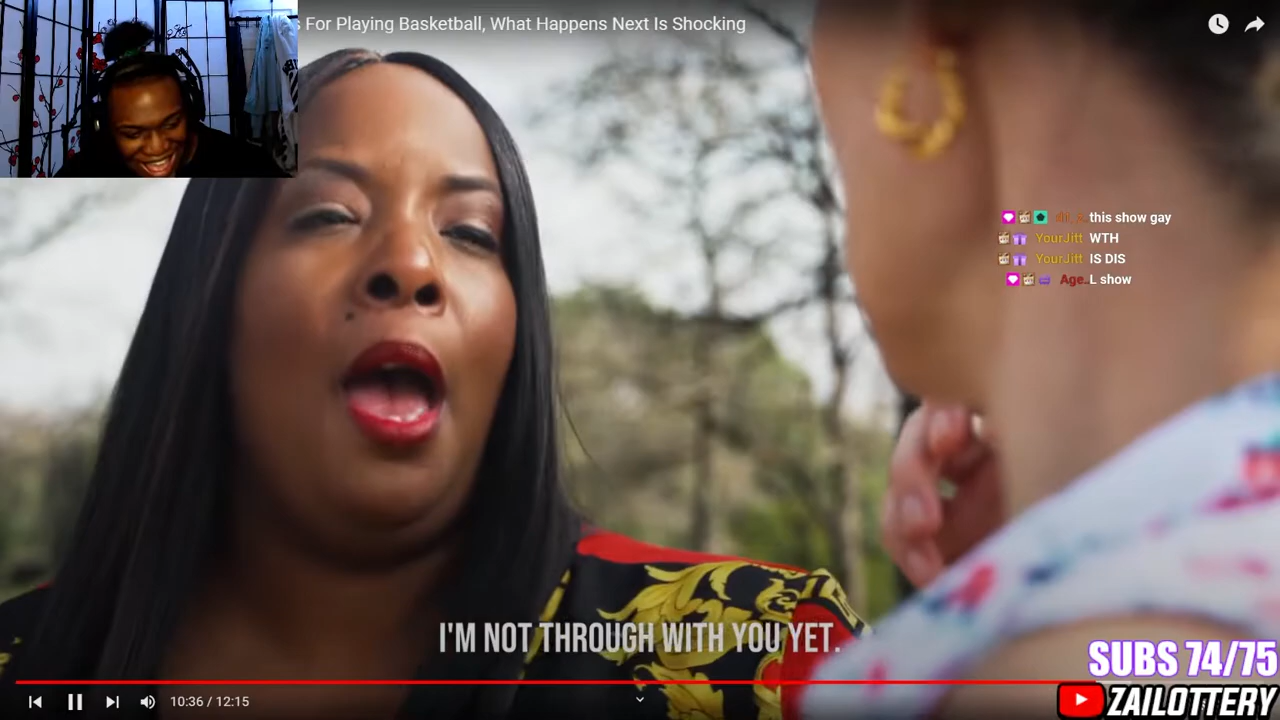 s For Playing Basketball, What Happens Next Is Shocking
this show gay
YourJitt WTH
YourJitt IS DIS
Age. L show
I'M NOT THROUGH WITH YOU YET.
SUBS 74/75
ZAILOTTERY
10:36 / 12:15